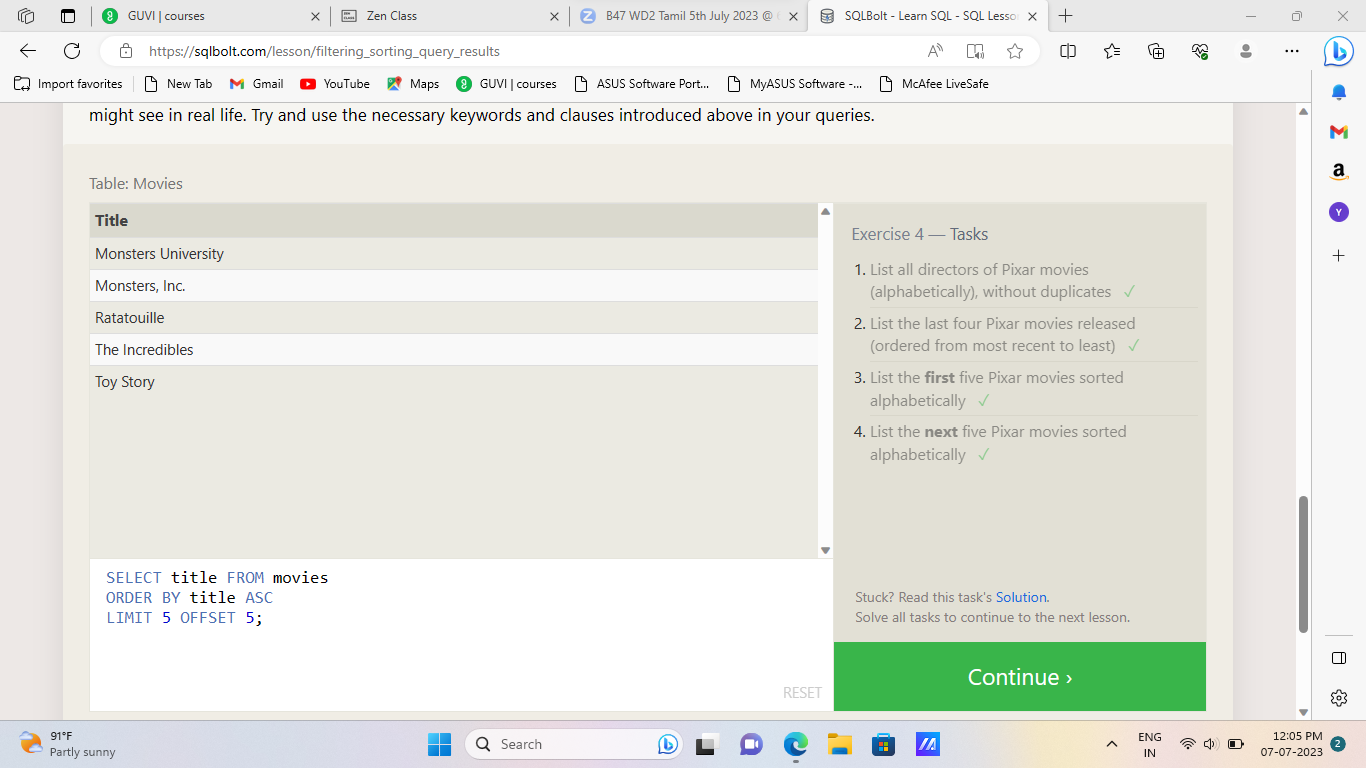 GUVI | courses
Zen Class
B47 WD2 Tamil 5th July 2023 @
SQLBolt - Learn SQL - SQL Lesso
https://sqlbolt.com/lesson/filtering_sorting_query_results
Import favorites
New Tab
Gmail
YouTube
Maps
GUVI | courses
ASUS Software Port...
MyASUS Software -...
McAfee LiveSafe
might see in real life. Try and use the necessary keywords and clauses introduced above in your queries.
Table: Movies
Title
Monsters University
Monsters, Inc.
Ratatouille
The Incredibles
Toy Story
SELECT title FROM movies
ORDER BY title ASC
LIMIT 5 OFFSET 5;
RESET
Exercise 4 — Tasks
1. List all directors of Pixar movies
(alphabetically), without duplicates ✓
2. List the last four Pixar movies released
(ordered from most recent to least) ✓
3. List the first five Pixar movies sorted
alphabetically ✓
4. List the next five Pixar movies sorted
alphabetically ✓
Stuck? Read this task's Solution.
Solve all tasks to continue to the next lesson.
Continue ›
91°F
Partly sunny
Search
ENG
IN
12:05 PM
07-07-2023
2